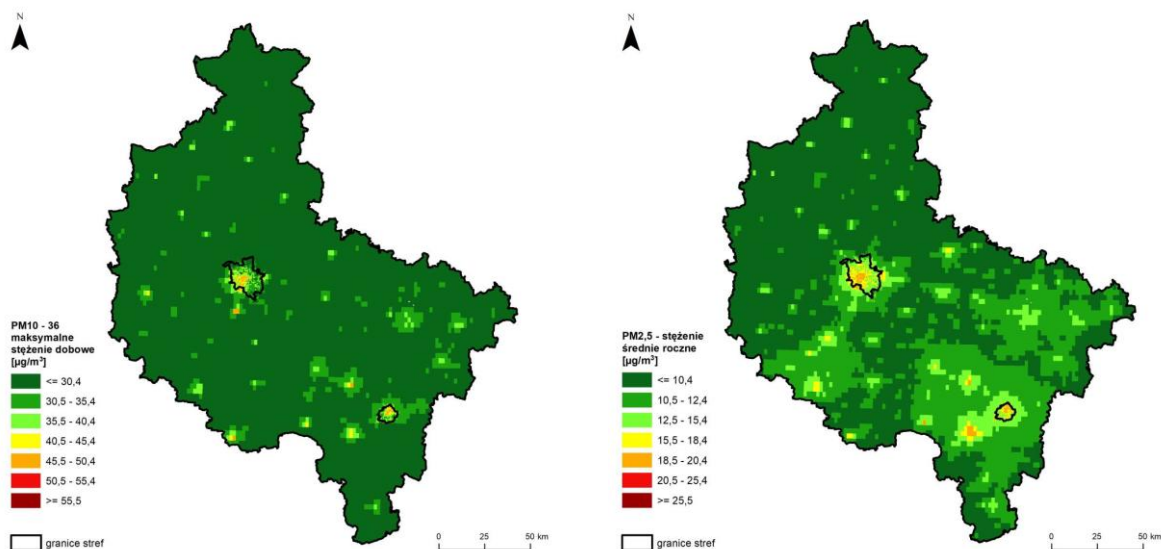 N
PM10 - 36
maksymalne
stężenie dobowe
[µg/m³]
<= 30,4
30,5 - 35,4
35,5 - 40,4
40,5 - 45,4
45,5 - 50,4
50,5 - 55,4
>= 55,5
granice stref
0 25 50 km
N
PM2,5 - stężenie
średnie roczne
[µg/m³]
<= 10,4
10,5 - 12,4
12,5 - 15,4
15,5 - 18,4
18,5 - 20,4
20,5 - 25,4
>= 25,5
granice stref
0 25 50 km